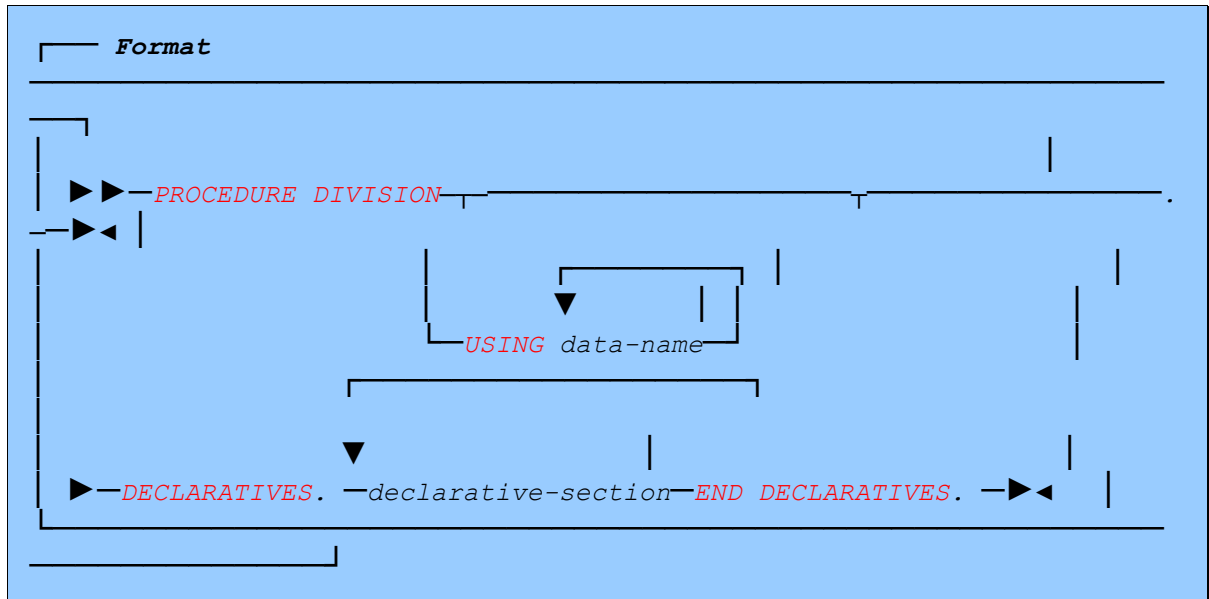 Format
PROCEDURE DIVISION .
USING data-name
DECLARATIVES. declarative-section END DECLARATIVES.